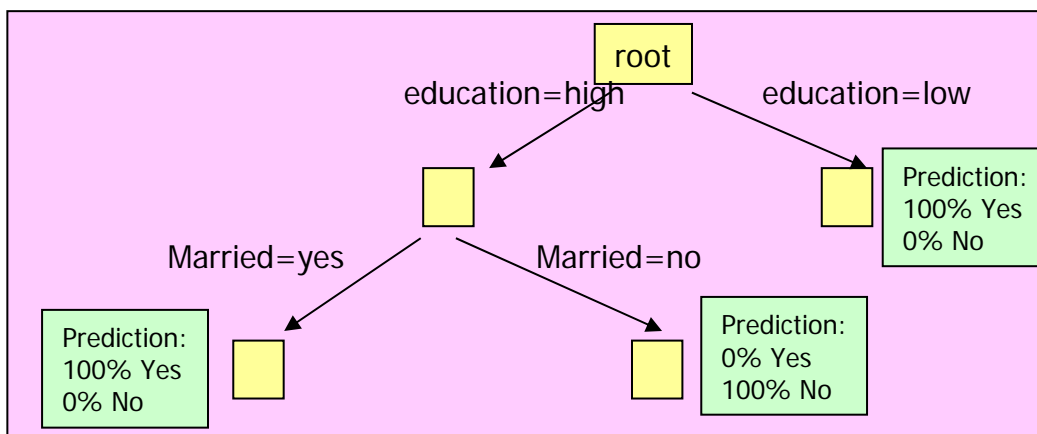 root
education=high
education=low
Prediction:
100% Yes
0% No
Married=yes
Married=no
Prediction:
100% Yes
0% No
Prediction:
0% Yes
100% No